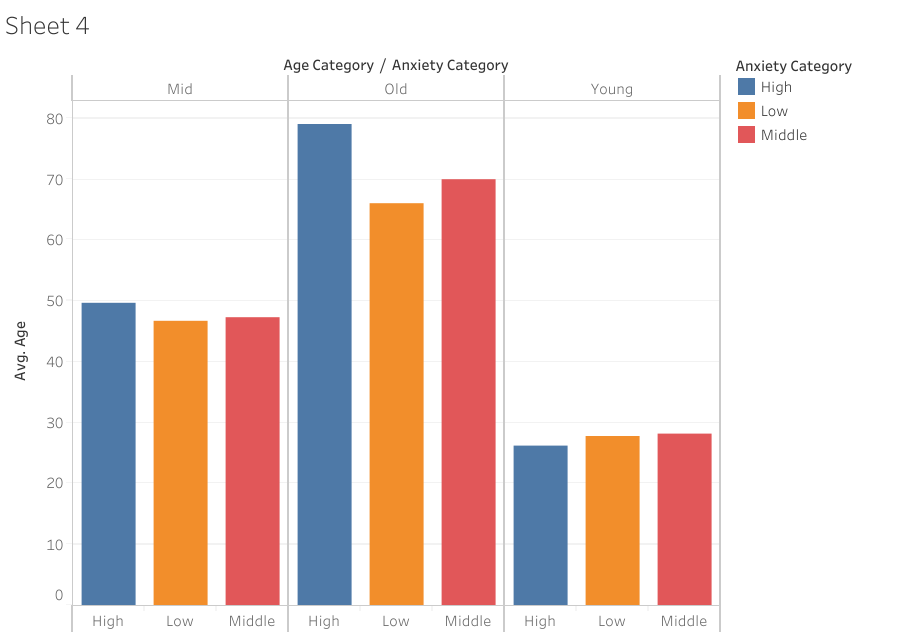 Sheet 4
Age Category / Anxiety Category
Mid Old Young
Avg. Age
80
70
60
50
40
30
20
10
0
High Low Middle High Low Middle High Low Middle
Anxiety Category
High
Low
Middle